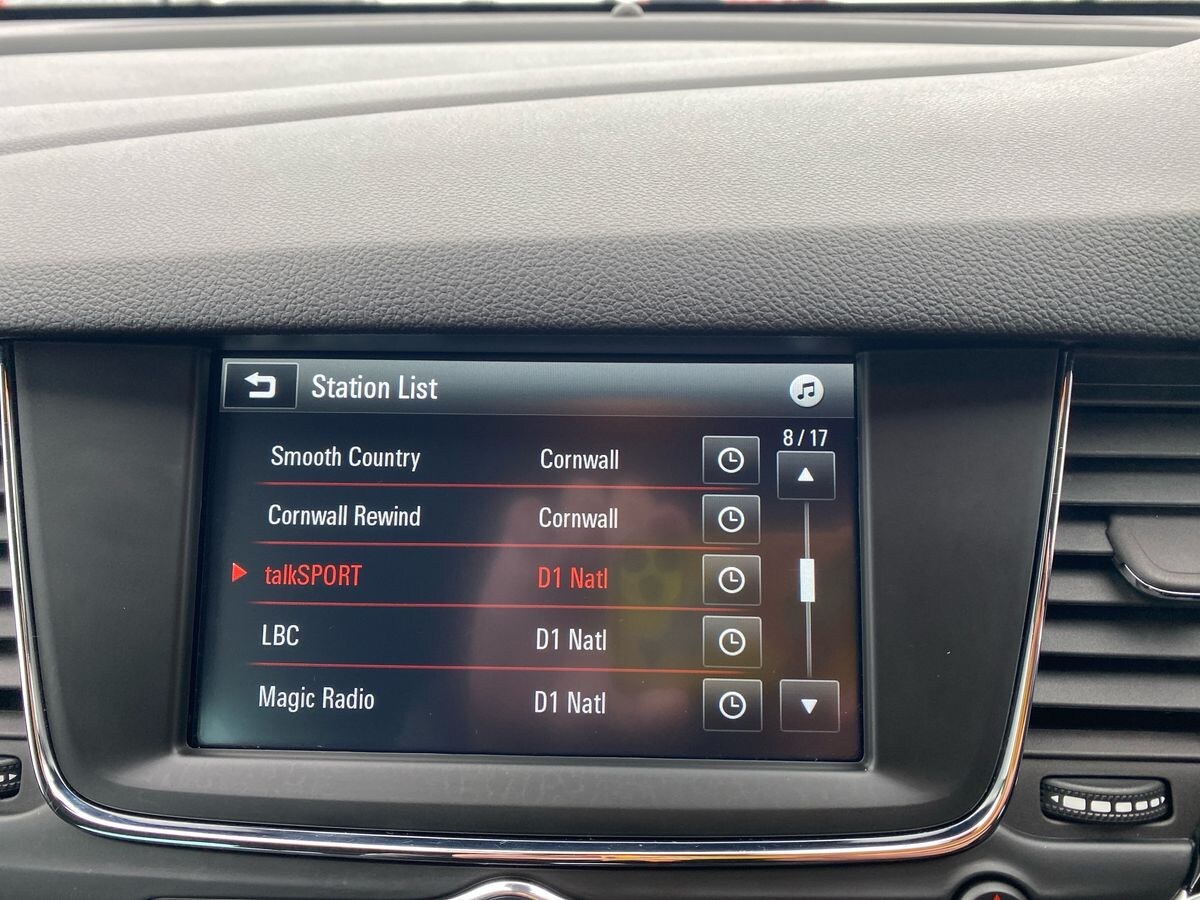 Station List
8/17
Smooth Country Cornwall
Cornwall Rewind Cornwall
talkSPORT D1 Natl
LBC D1 Natl
Magic Radio D1 Natl